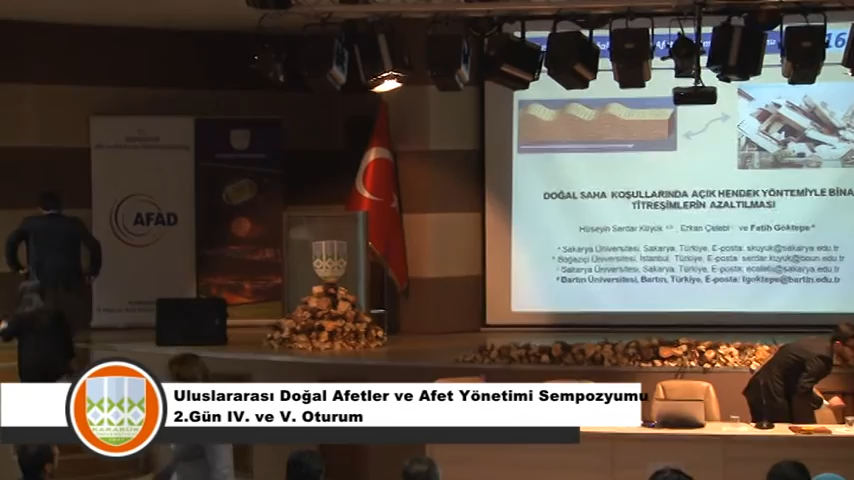 AFAD
DOĞAL SAHA KOŞULLARINDA AÇIK HENDEK YÖNTEMİYLE BİNA
TİTREŞİMLERİN AZALTILMASI
Hüseyin Serdar Küyük Erkan Çelebi ve Fatih Göktepe
Sakarya Üniversitesi, Sakarya, Türkiye, E-posta: skuyuk@sakarya.edu.tr
Boğaziçi Üniversitesi, İstanbul, Türkiye, E-posta: serdar.kuyuk@boun.edu.tr
Sakarya Üniversitesi, Sakarya, Türkiye, E-posta: ecelebi@sakarya.edu.tr
Bartın Üniversitesi, Bartın, Türkiye, E-posta: fgoktepe@bartin.edu.tr
Uluslararası Doğal Afetler ve Afet Yönetimi Sempozyumu
2.Gün IV. ve V. Oturum
KARABÜK